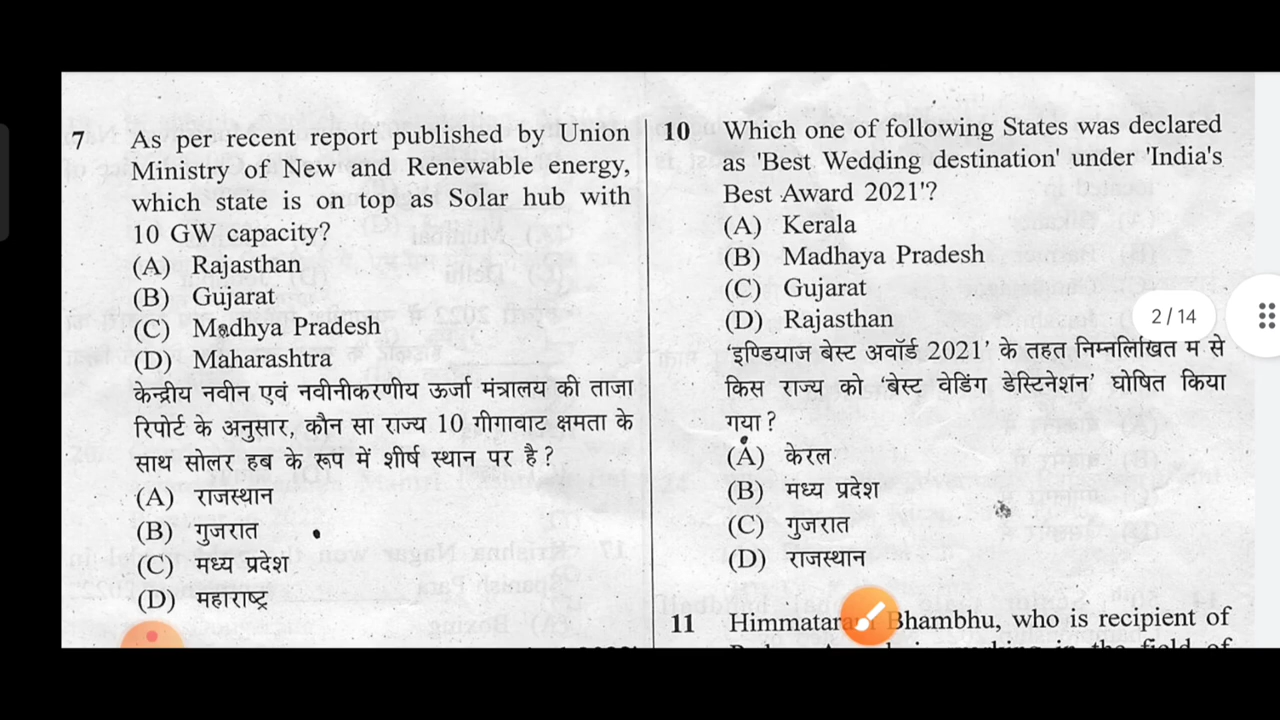 7 As per recent report published by Union
Ministry of New and Renewable energy,
which state is on top as Solar hub with
10 GW capacity?
(A) Rajasthan
(B) Gujarat
(C) Madhya Pradesh
(D) Maharashtra
केन्द्रीय नवीन एवं नवीनीकरणीय ऊर्जा मंत्रालय की ताजा
रिपोर्ट के अनुसार, कौन सा राज्य 10 गीगावाट क्षमता के
साथ सोलर हब के रूप में शीर्ष स्थान पर है ?
(A) राजस्थान
(B) गुजरात
(C) मध्य प्रदेश
(D) महाराष्ट्र
10 Which one of following States was declared
as 'Best Wedding destination' under 'India's
Best Award 2021'?
(A) Kerala
(B) Madhaya Pradesh
(C) Gujarat
(D) Rajasthan
'इण्डियाज बेस्ट अवॉर्ड 2021' के तहत निम्नलिखित म से
किस राज्य को 'बेस्ट वेडिंग डेस्टिनेशन' घोषित किया
गया ?
(A) केरल
(B) मध्य प्रदेश
(C) गुजरात
(D) राजस्थान
11 Bhambhu, who is recipient of
2/14